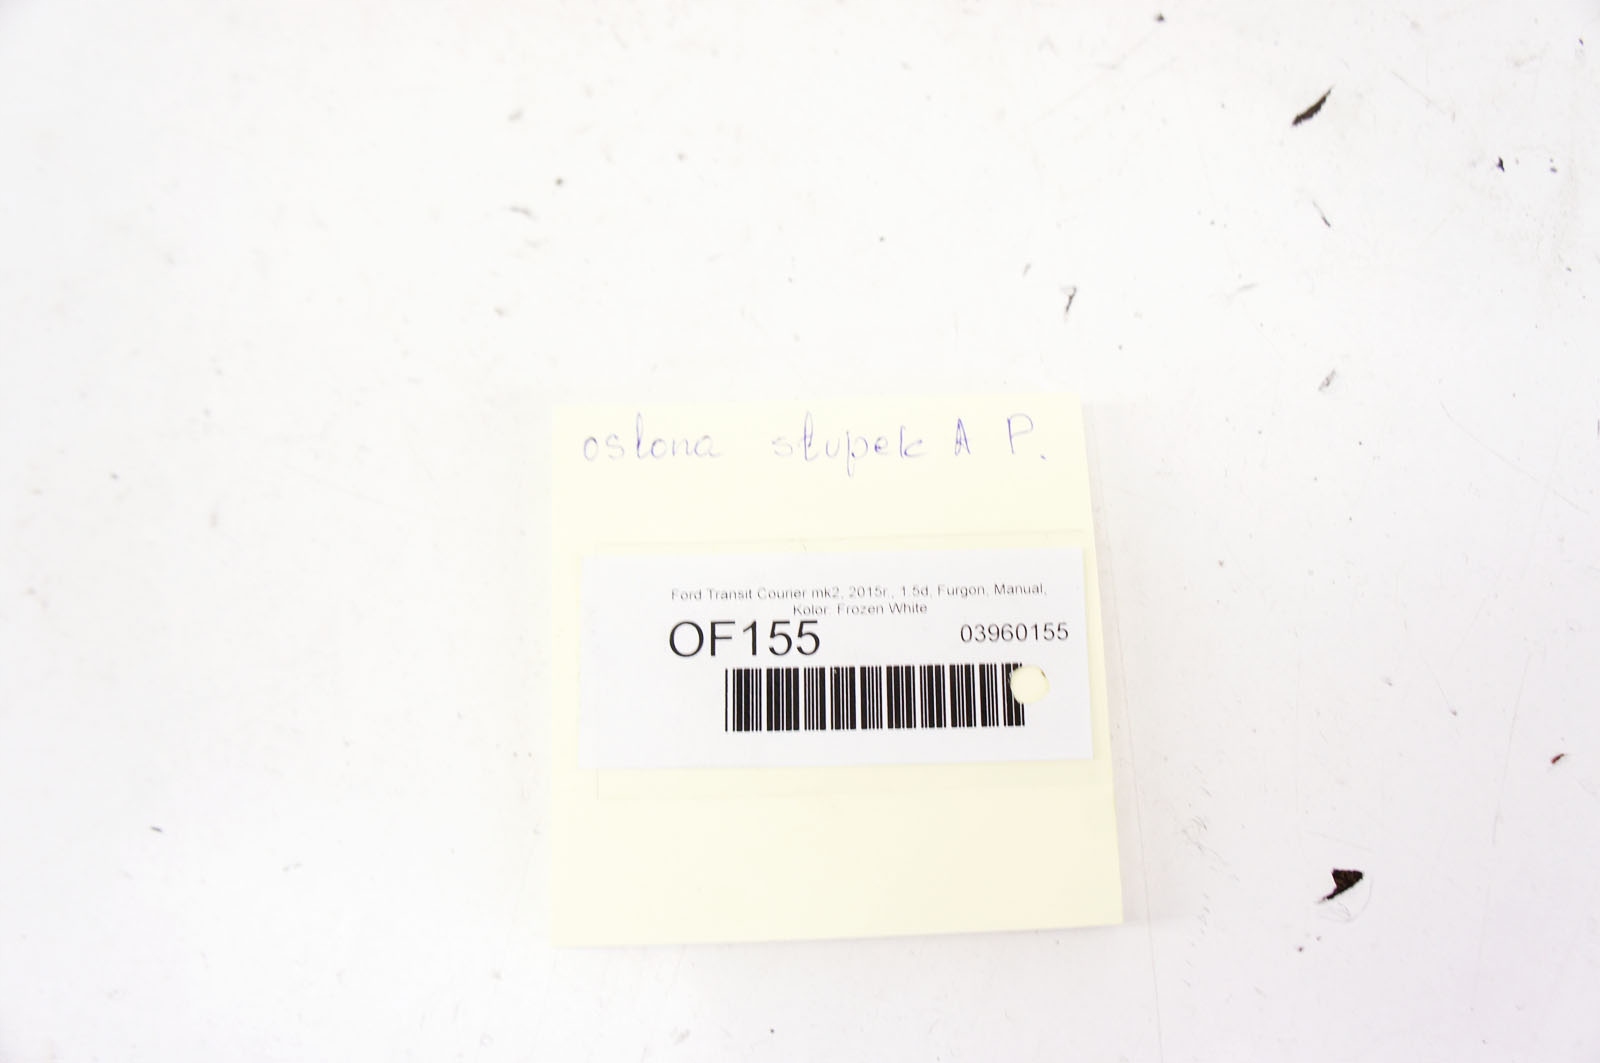 osłona słupek A P.
Ford Transit Courier mk2, 2015r., 1.5d, Furgon, Manual,
Kolor: Frozen White
OF155 03960155